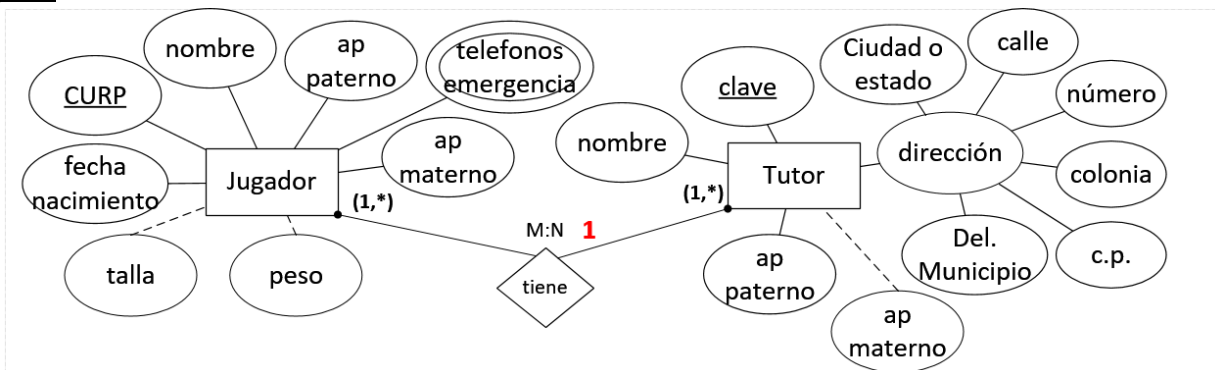 nombre
ap
paterno
telefonos
emergencia
CURP
ap
materno
fecha
nacimiento
Jugador
(1,*)
talla
peso
M:N 1
tiene
clave
nombre
Tutor
(1,*)
ap
paterno
ap
materno
Ciudad o
estado
calle
número
dirección
colonia
Del.
Municipio
c.p.